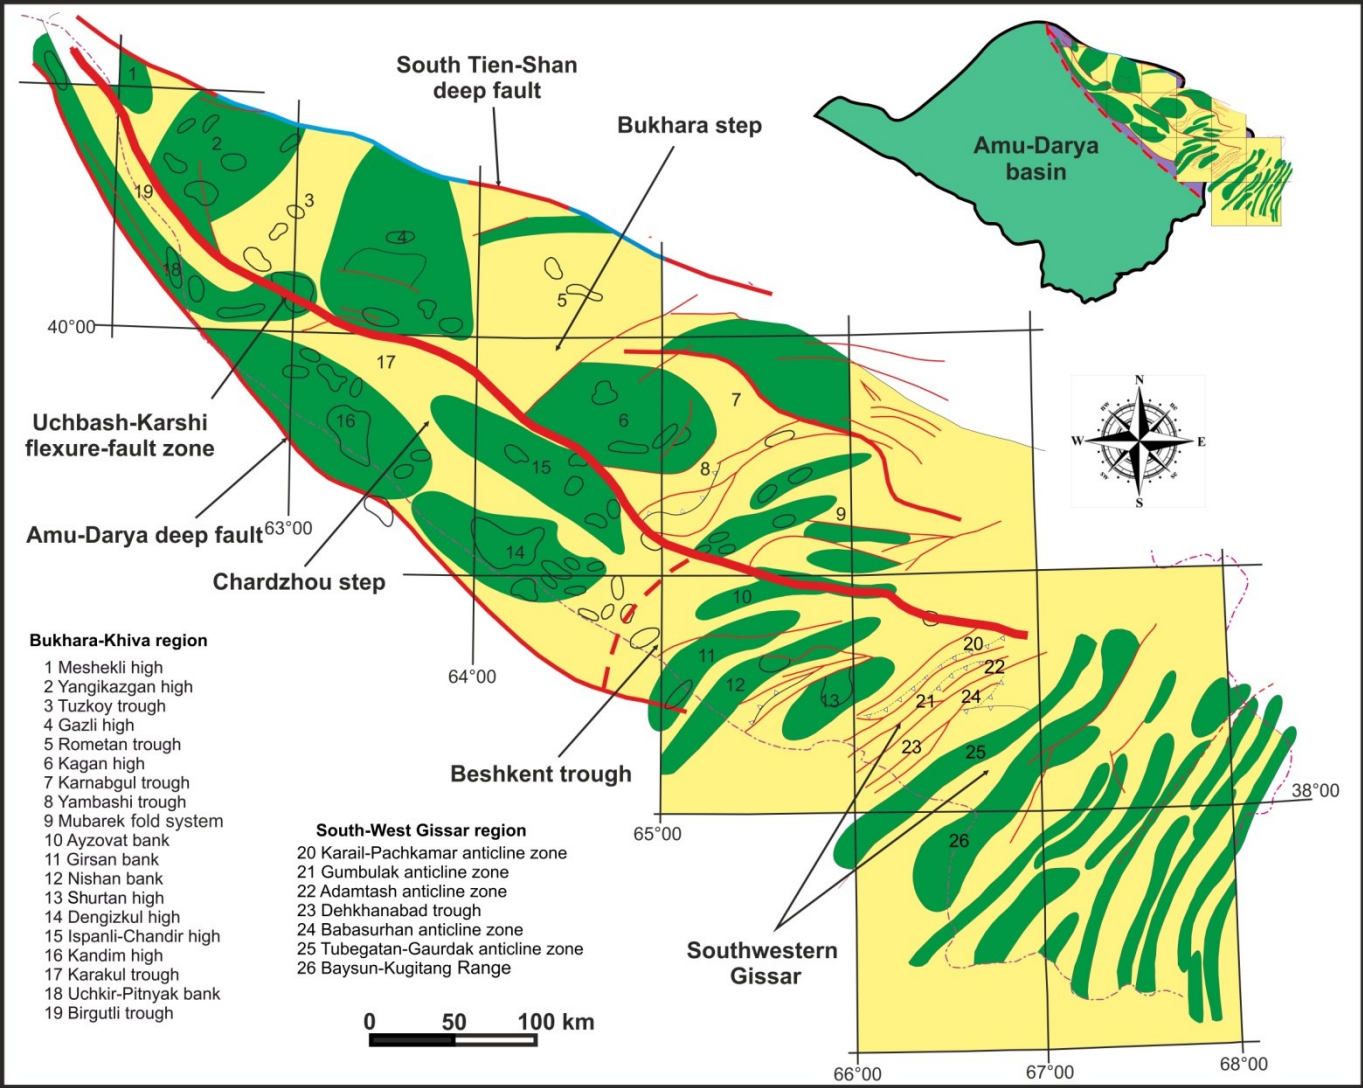 South Tien-Shan
deep fault
Bukhara step
Amu-Darya
basin
1
2
3
19
4
18
5
40°00
17
7
16
6
Uchbash-Karshi
flexure-fault zone
15
8
9
N
W
E
S
Amu-Darya deep fault
63°00
14
Chardzhou step
10
Bukhara-Khiva region
1 Meshekli high
2 Yangikazgan high
3 Tuzkoy trough
4 Gazli high
5 Rometan trough
6 Kagan high
7 Karnabgul trough
8 Yambashi trough
9 Mubarek fold system
10 Ayzovat bank
11 Girsan bank
12 Nishan bank
13 Shurtan high
14 Dengizkul high
15 Ispanli-Chandir high
16 Kandim high
17 Karakul trough
18 Uchkir-Pitnyak bank
19 Birgutli trough
64°00
11
12
13
20
22
21
24
23
25
Beshkent trough
38°00
65°00
26
South-West Gissar region
20 Karail-Pachkamar anticline zone
21 Gumbulak anticline zone
22 Adamtash anticline zone
23 Dehkhanabad trough
24 Babasurhan anticline zone
25 Tubegatan-Gaurdak anticline zone
26 Baysun-Kugitang Range
Southwestern
Gissar
0 50 100 km
66°00
67°00
68°00